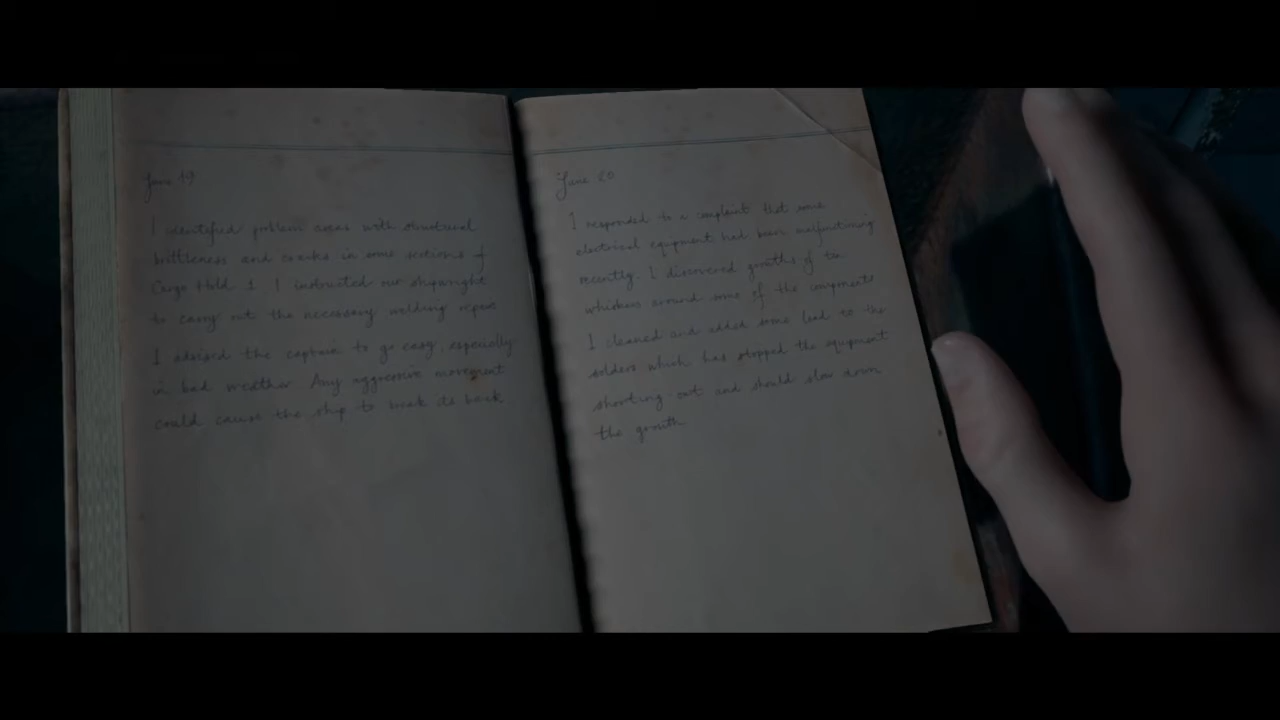 June 19
I identified problem areas with structural
brittleness and cracks in some sections of
Cargo Hold 1. I instructed our shipwright
to carry out the necessary welding repair
I advised the captain to go easy, especially
in bad weather. Any aggressive movement
could cause the ship to break its back
June 20
I responded to a complaint that some
electrical equipment had been malfunctioning
recently. I discovered growths of tin
whiskers around some of the components
I cleaned and added some lead to the
solders which has stopped the equipment
shorting-out and should slow down
the growth